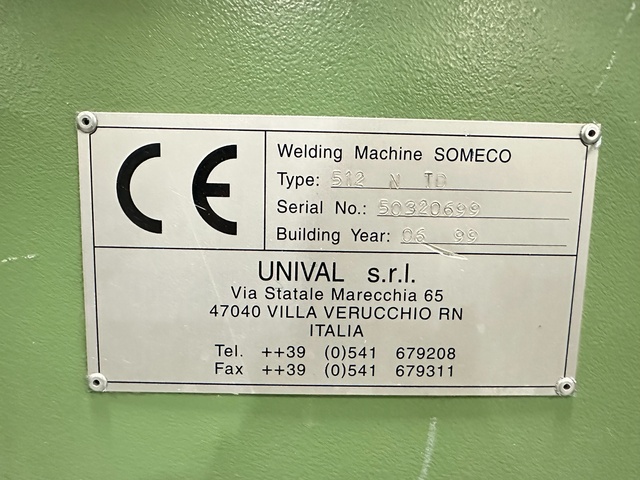 CE
Welding Machine SOMECO
Type: 512 N TD
Serial No.: 50320699
Building Year: 06 99
UNIVAL s.r.l.
Via Statale Marecchia 65
47040 VILLA VERUCCHIO RN
ITALIA
Tel. ++39 (0)541 679208
Fax ++39 (0)541 679311